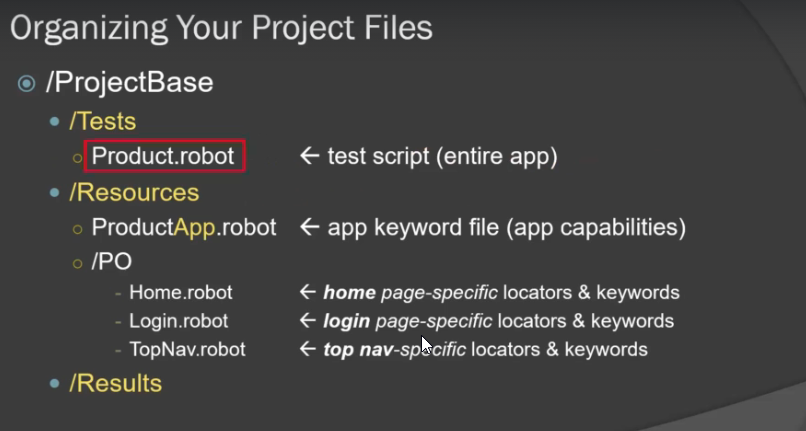 Organizing Your Project Files
/ProjectBase
/Tests
Product.robot ← test script (entire app)
/Resources
ProductApp.robot ← app keyword file (app capabilities)
/PO
- Home.robot ← home page-specific locators & keywords
- Login.robot ← login page-specific locators & keywords
- TopNav.robot ← top nav-specific locators & keywords
/Results